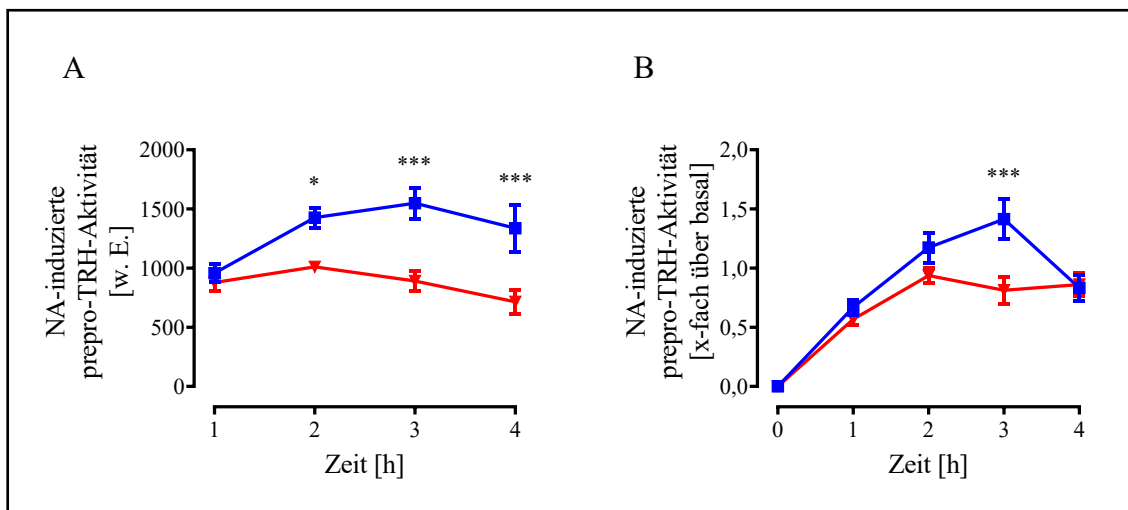 A
NA-induzierte
prepro-TRH-Aktivität
[w. E.]
2000
1500
1000
500
0
*
***
***
1
2
3
4
Zeit [h]
B
NA-induzierte
prepro-TRH-Aktivität
[x-fach über basal]
2,0
1,5
1,0
0,5
0,0
***
0
1
2
3
4
Zeit [h]